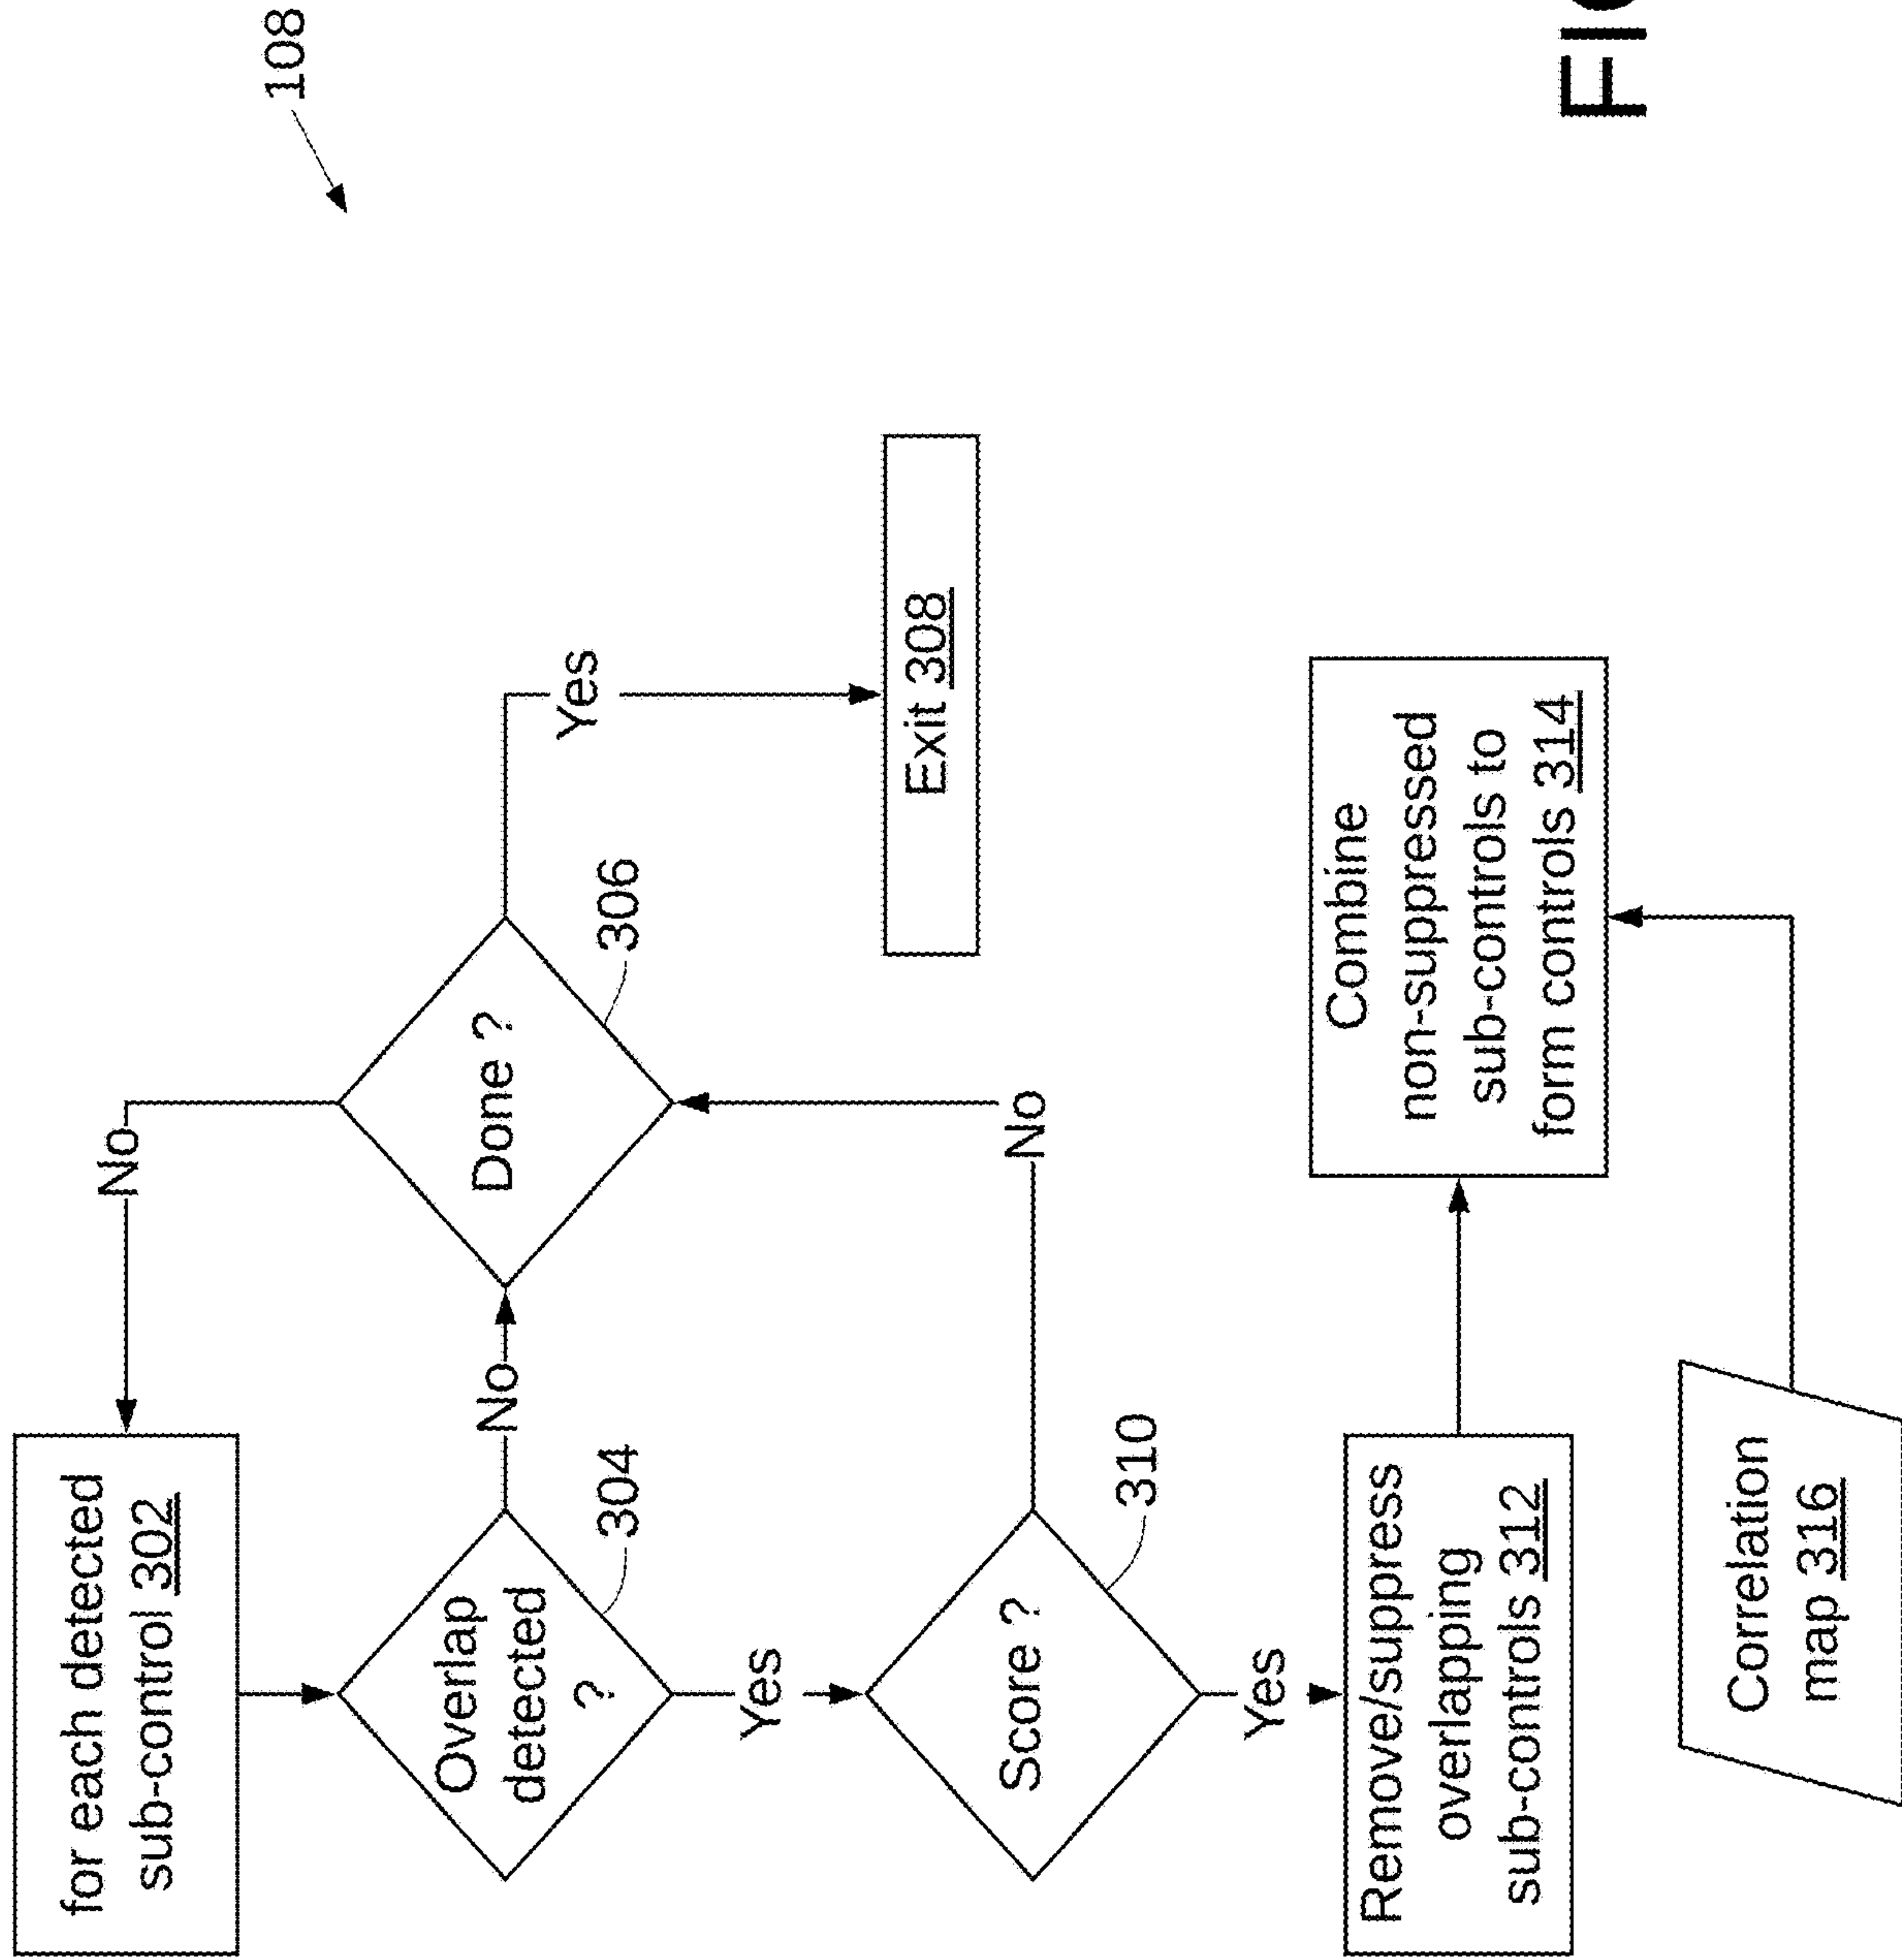 108
for each detected
sub-control 302
No
Overlap
detected
?
304
No
Done ?
306
Yes
Exit 308
Yes
Score ?
310
No
Yes
Remove/suppress
overlapping
sub-controls 312
Combine
non-suppressed
sub-controls to
form controls 314
Correlation
map 316